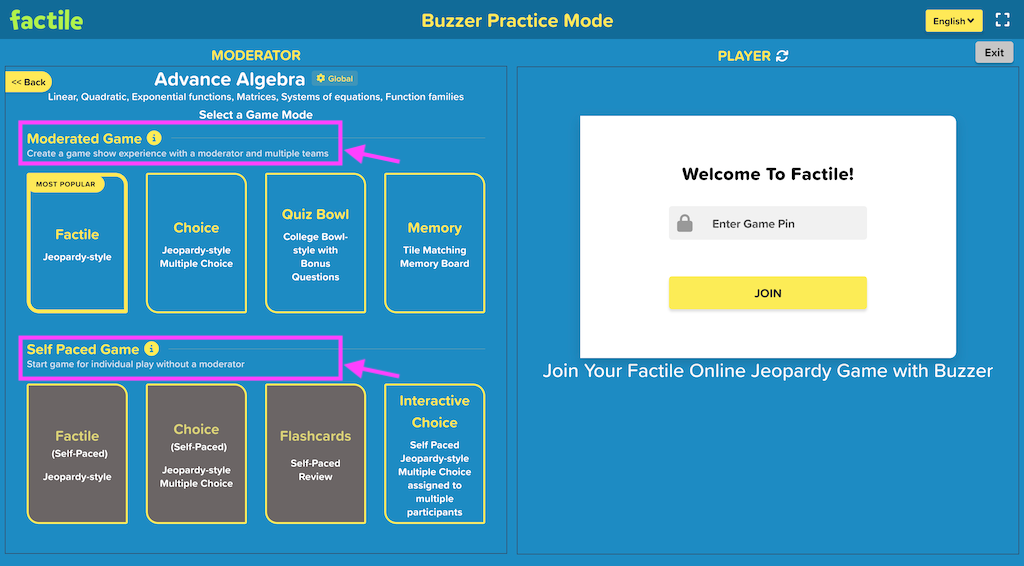 factile
Buzzer Practice Mode
English
MODERATOR
PLAYER
Exit
<< Back
Advance Algebra
Global
Linear, Quadratic, Exponential functions, Matrices, Systems of equations, Function families
Select a Game Mode
Moderated Game i
Create a game show experience with a moderator and multiple teams
MOST POPULAR
Factile
Jeopardy-style
Choice
Jeopardy-style
Multiple Choice
Quiz Bowl
College Bowl-
style with
Bonus
Questions
Memory
Tile Matching
Memory Board
Self Paced Game i
Start game for individual play without a moderator
Factile
(Self-Paced)
Jeopardy-style
Choice
(Self-Paced)
Jeopardy-style
Multiple Choice
Flashcards
Self-Paced
Review
Interactive
Choice
Self Paced
Jeopardy-style
Multiple Choice
assigned to
multiple
participants
Welcome To Factile!
Enter Game Pin
JOIN
Join Your Factile Online Jeopardy Game with Buzzer